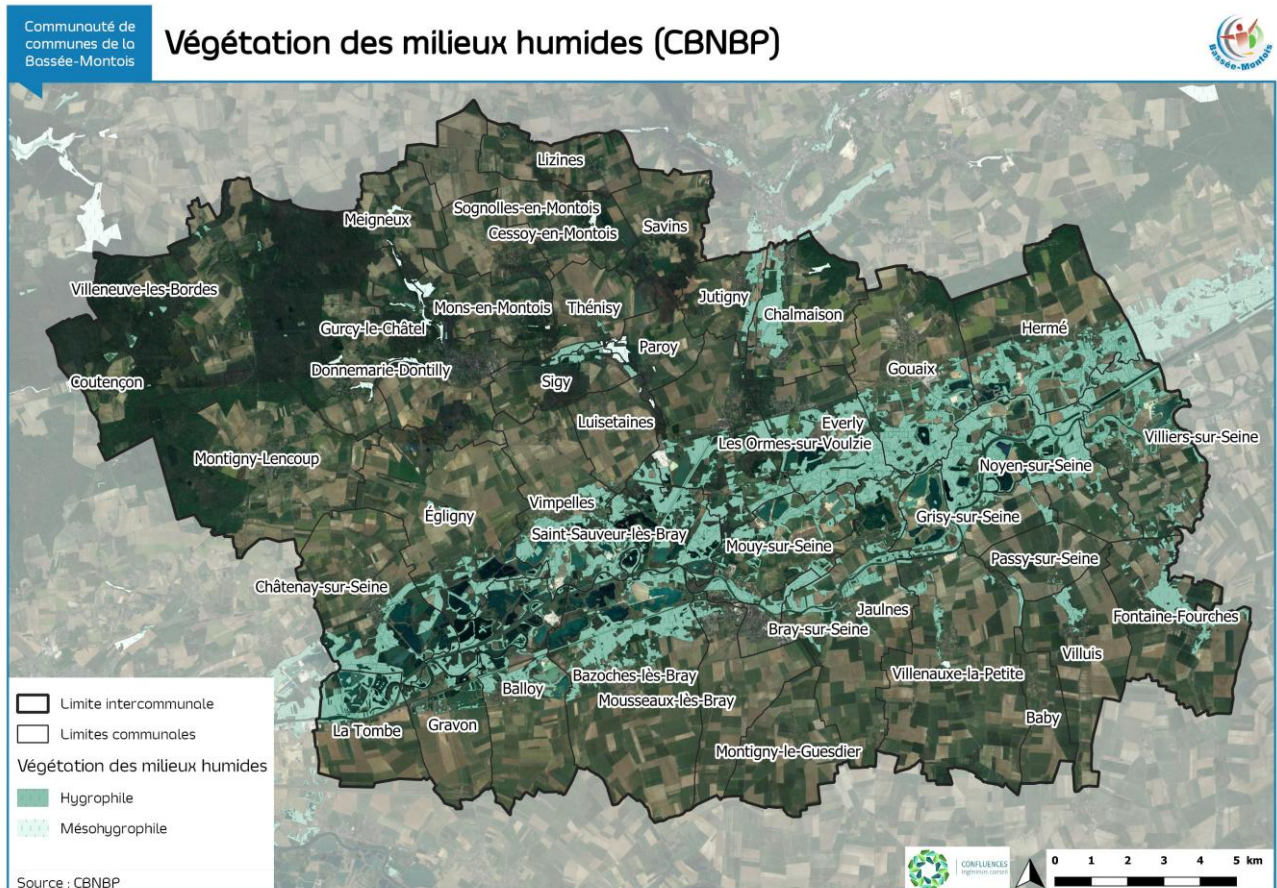 Communauté de
communes de la
Bassée-Montois
Végétation des milieux humides (CBNBP)
Bassée-Montois
Lizines
Sognolles-en-Montois
Meigneux
Cessoy-en-Montois
Savins
Villeneuve-les-Bordes
Mons-en-Montois
Thénisy
Jutigny
Chalmaison
Gurcy-le-Châtel
Hermé
Paroy
Donnemarie-Dontilly
Gouaix
Coutençon
Sigy
Luisetaines
Everly
Les Ormes-sur-Voulzie
Villiers-sur-Seine
Montigny-Lencoup
Noyen-sur-Seine
Vimpelles
Égligny
Grisy-sur-Seine
Saint-Sauveur-lès-Bray
Mouy-sur-Seine
Passy-sur-Seine
Châtenay-sur-Seine
Jaulnes
Fontaine-Fourches
Bray-sur-Seine
Villuis
Bazoches-lès-Bray
Villenauxe-la-Petite
Balloy
Mousseaux-lès-Bray
Baby
Gravon
La Tombe
Montigny-le-Guesdier
Limite intercommunale
Limites communales
Végétation des milieux humides
Hygrophile
Mésohygrophile
Source : CBNBP
CONFLUENCES
Ingénieurs conseil
0 1 2 3 4 5 km